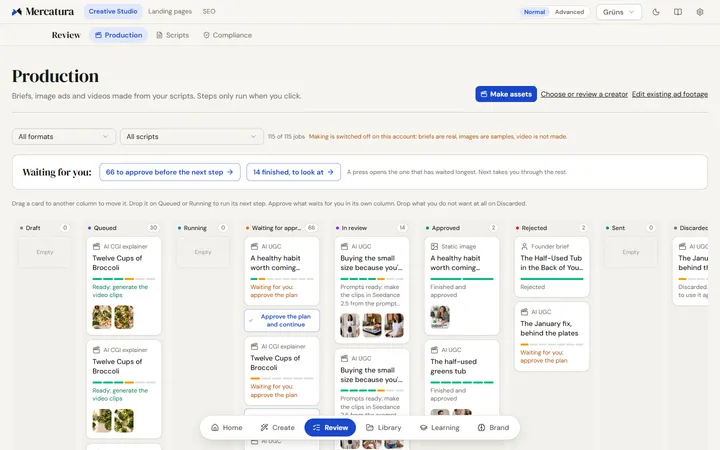 Mercatura
Creative Studio
Landing pages
SEO
Normal
Advanced
Grüns
Review
Production
Scripts
Compliance
Production
Briefs, image ads and videos made from your scripts. Steps only run when you click.
Make assets
Choose or review a creator
Edit existing ad footage
All formats
All scripts
115 of 115 jobs
Making is switched off on this account: briefs are real, images are samples, video is not made.
Waiting for you:
66 to approve before the next step →
14 finished, to look at →
A press opens the one that has waited longest. Next takes you through the rest.
Drag a card to another column to move it. Drop it on Queued or Running to run its next step. Approve what waits for you in its own column. Drop what you do not want at all on Discarded.
Draft 0
Empty
Queued 30
AI CGI explainer
Twelve Cups of
Broccoli
Ready: generate the
video clips
AI CGI explainer
Twelve Cups of
Broccoli
Ready: generate the
video clips
Running 0
Empty
Waiting for appr... 66
AI UGC
A healthy habit
worth coming...
Waiting for you:
approve the plan
Approve the plan
and continue
AI CGI explainer
Twelve Cups of
Broccoli
Waiting for you:
approve the plan
AI UGC
In review 14
AI UGC
Buying the small
size because you'...
Prompts ready: make
the clips in Seedance
2.5 from the prompt...
AI UGC
Buying the small
size because you'...
Prompts ready: make
the clips in Seedance
Approved 2
Static image
A healthy habit
worth coming...
Finished and
approved
AI UGC
The half-used
greens tub
Finished and
approved
Rejected 2
Founder brief
The Half-Used Tub
in the Back of You...
Rejected
AI UGC
The January fix,
behind the plates
Waiting for you:
approve the plan
Sent 0
Empty
Discarded
AI UGC
The Janu
behind th
Discarded.
to use it ag
Home
Create
Review
Library
Learning
Brand